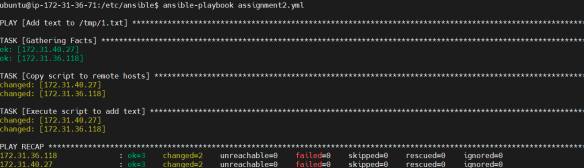 ubuntu@ip-172-31-36-71:/etc/ansible$ ansible-playbook assignment2.yml
PLAY [Add text to /tmp/1.txt] ****************************************************************************************
TASK [Gathering Facts] ***********************************************************************************************
ok: [172.31.40.27]
ok: [172.31.36.118]
TASK [Copy script to remote hosts] ***********************************************************************************
changed: [172.31.40.27]
changed: [172.31.36.118]
TASK [Execute script to add text] ************************************************************************************
changed: [172.31.40.27]
changed: [172.31.36.118]
PLAY RECAP ***********************************************************************************************************
172.31.36.118 : ok=3 changed=2 unreachable=0 failed=0 skipped=0 rescued=0 ignored=0
172.31.40.27 : ok=3 changed=2 unreachable=0 failed=0 skipped=0 rescued=0 ignored=0